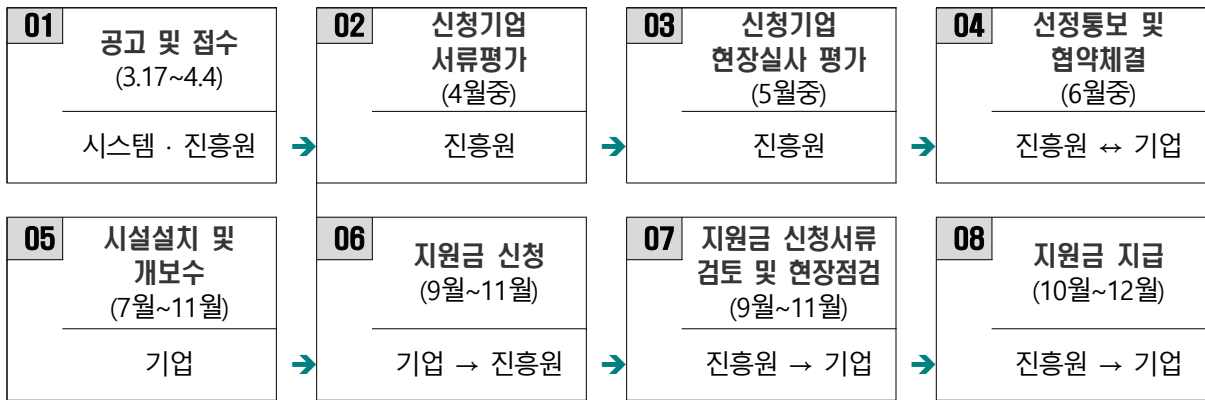 01
공고 및 접수
(3.17~4.4)
시스템 · 진흥원
➔
02
신청기업
서류평가
(4월중)
진흥원
➔
03
신청기업
현장실사 평가
(5월중)
진흥원
➔
04
선정통보 및
협약체결
(6월중)
진흥원 ↔ 기업
05
시설설치 및
개보수
(7월~11월)
기업
➔
06
지원금 신청
(9월~11월)
기업 → 진흥원
➔
07
지원금 신청서류
검토 및 현장점검
(9월~11월)
진흥원 → 기업
➔
08
지원금 지급
(10월~12월)
진흥원 → 기업